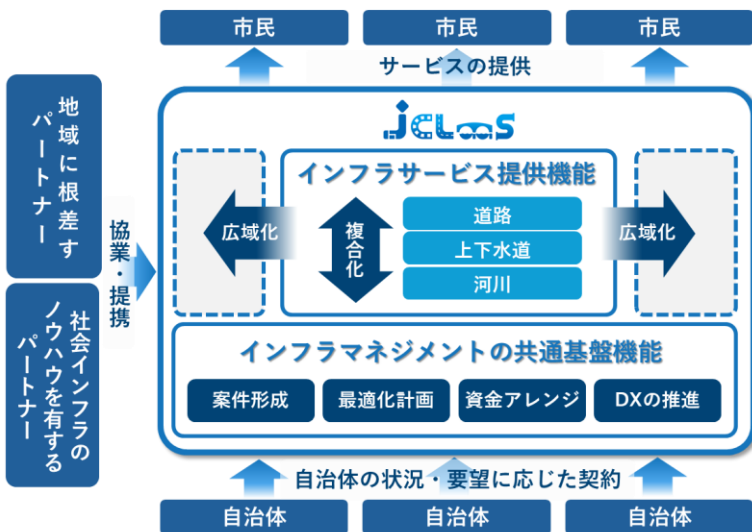 市民
市民
市民
サービスの提供
地域に根差す
パートナー
社会インフラの
ノウハウを有する
パートナー
協業・提携
JCLaaS
インフラサービス提供機能
広域化
複合化
道路
上下水道
河川
広域化
インフラマネジメントの共通基盤機能
案件形成
最適化計画
資金アレンジ
DXの推進
自治体の状況・要望に応じた契約
自治体
自治体
自治体